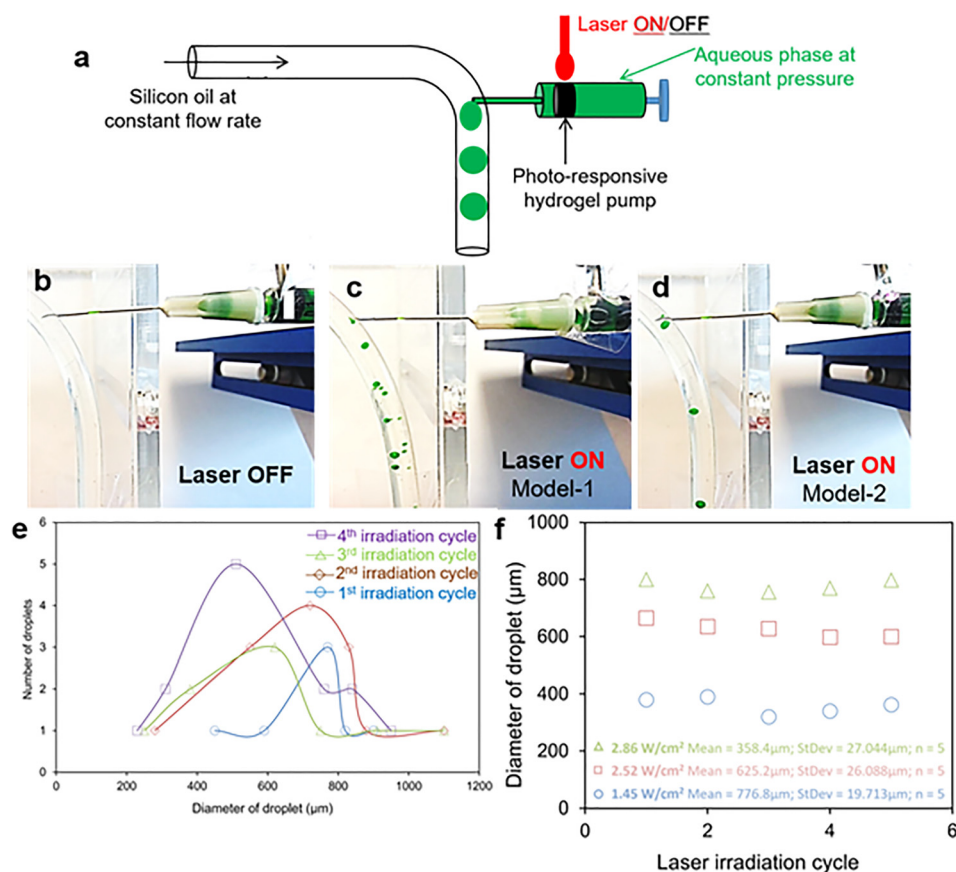 a
Laser ON/OFF
Aqueous phase at
constant pressure
Silicon oil at
constant flow rate
Photo-responsive
hydrogel pump
b
Laser OFF
c
Laser ON
Model-1
d
Laser ON
Model-2
e
6
5
4
3
2
1
0
Number of droplets
4th irradiation cycle
3rd irradiation cycle
2nd irradiation cycle
1st irradiation cycle
0 200 400 600 800 1000 1200
Diameter of droplet (µm)
f
1000
800
600
400
200
0
Diameter of droplet (µm)
2.86 W/cm² Mean = 358.4µm; StDev = 27.044µm; n = 5
2.52 W/cm² Mean = 625.2µm; StDev = 26.088µm; n = 5
1.45 W/cm² Mean = 776.8µm; StDev = 19.713µm; n = 5
0 2 4 6
Laser irradiation cycle